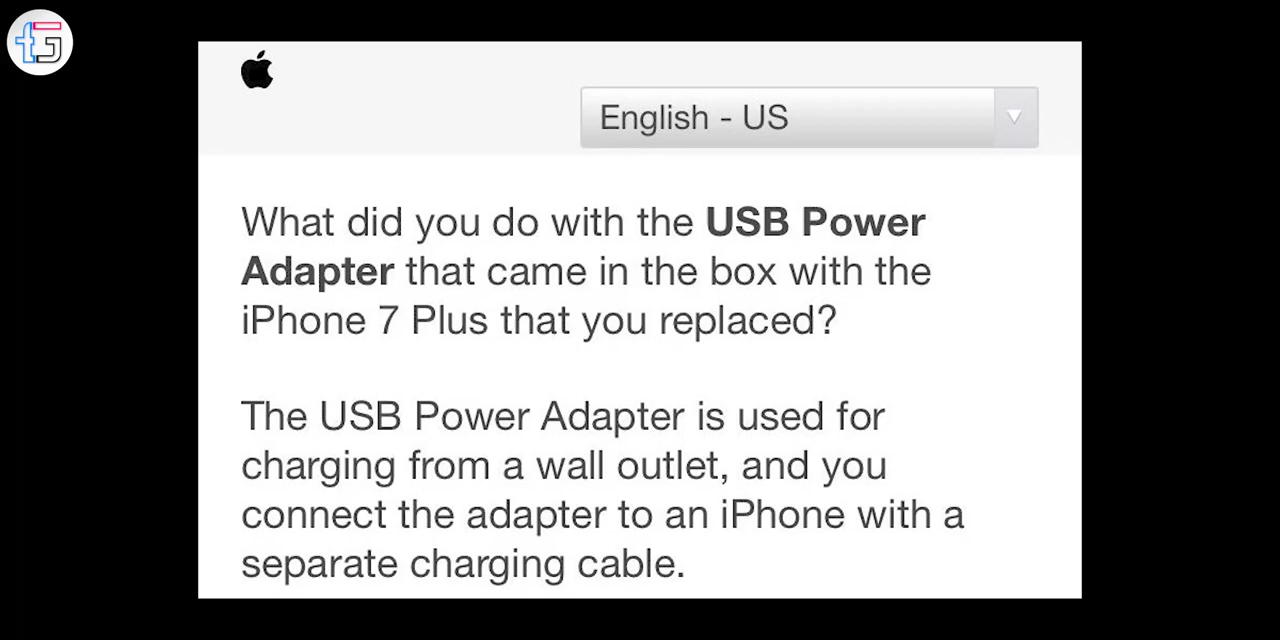 English - US
What did you do with the USB Power
Adapter that came in the box with the
iPhone 7 Plus that you replaced?
The USB Power Adapter is used for
charging from a wall outlet, and you
connect the adapter to an iPhone with a
separate charging cable.